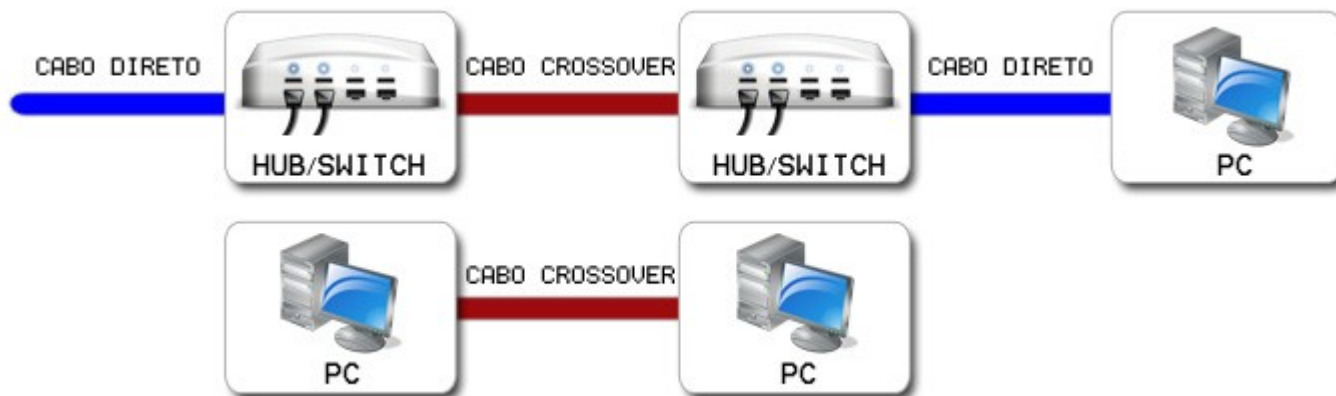 CABO DIRETO
CABO CROSSOVER
CABO DIRETO
HUB/SWITCH
HUB/SWITCH
PC
CABO CROSSOVER
PC
PC